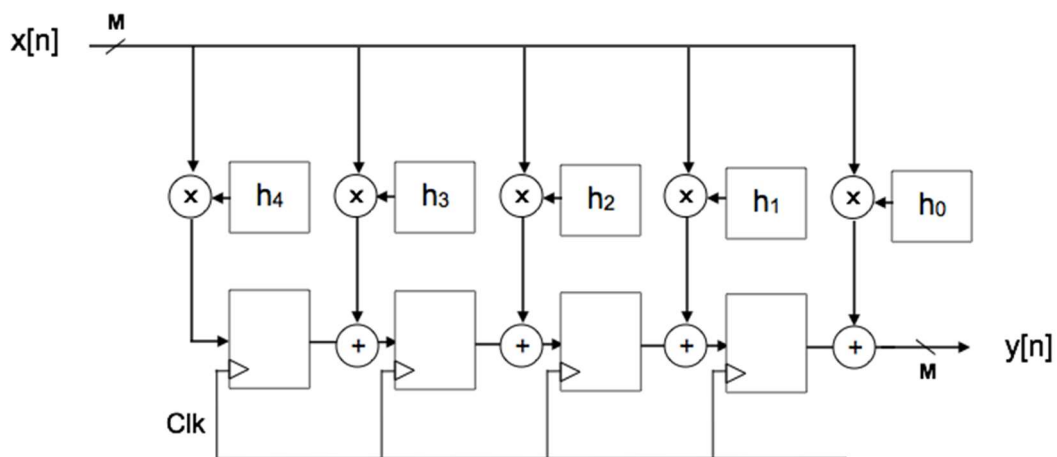 M
x[n]
x h₄ x h₃ x h₂ x h₁ x h₀
+ + + + y[n]
M
Clk